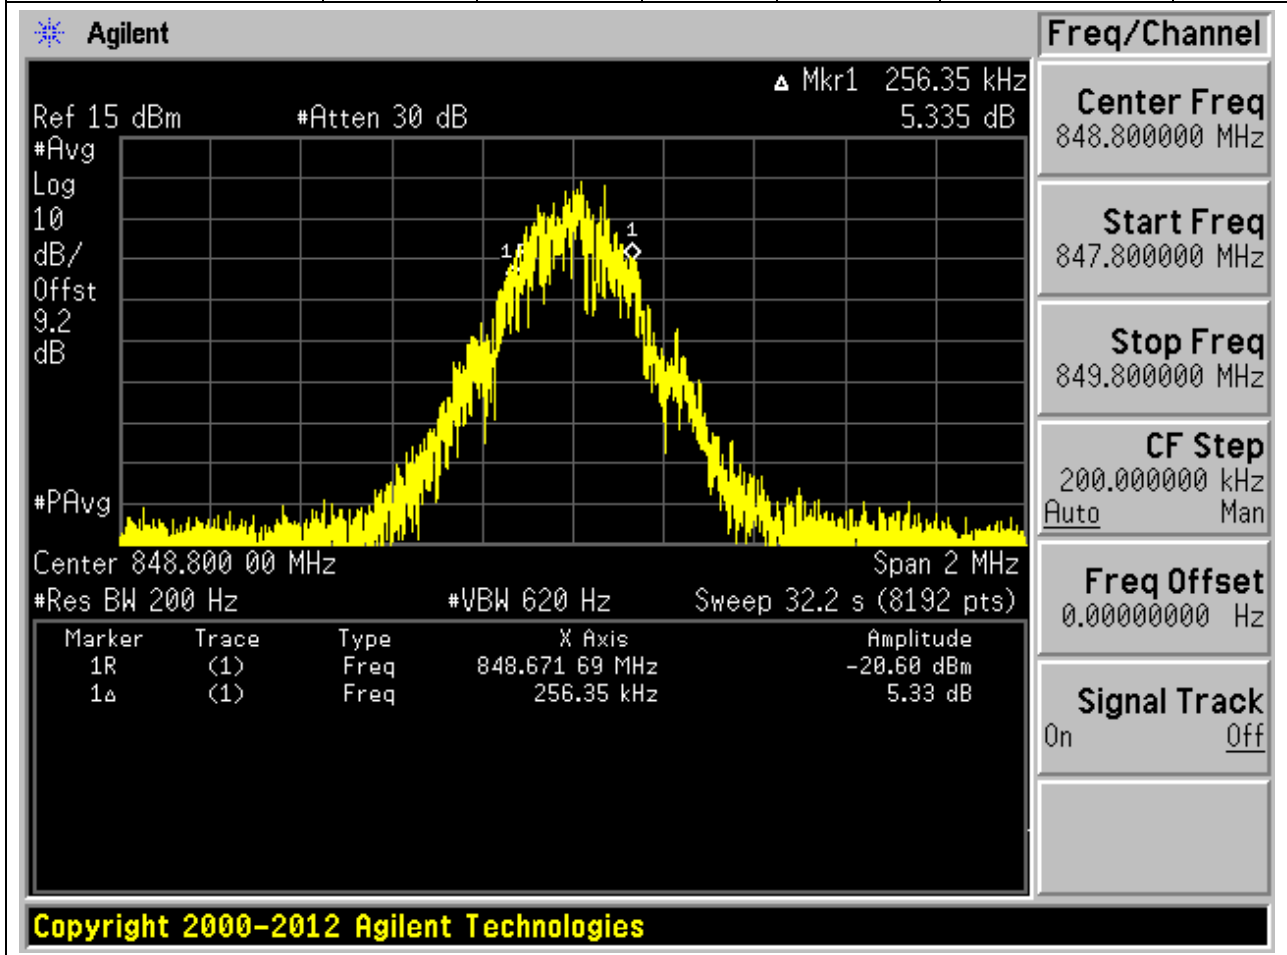 Agilent
Freq/Channel
Δ Mkr1 256.35 kHz
Ref 15 dBm #Atten 30 dB 5.335 dB
#Avg
Log
10
dB/
Offst
9.2
dB
1R
1
#PAvg
Center 848.800 00 MHz Span 2 MHz
#Res BW 200 Hz #VBW 620 Hz Sweep 32.2 s (8192 pts)
Marker Trace Type X Axis Amplitude
1R (1) Freq 848.671 69 MHz -20.60 dBm
1Δ (1) Freq 256.35 kHz 5.33 dB
Center Freq
848.800000 MHz
Start Freq
847.800000 MHz
Stop Freq
849.800000 MHz
CF Step
200.000000 kHz
Auto Man
Freq Offset
0.00000000 Hz
Signal Track
On Off
Copyright 2000-2012 Agilent Technologies